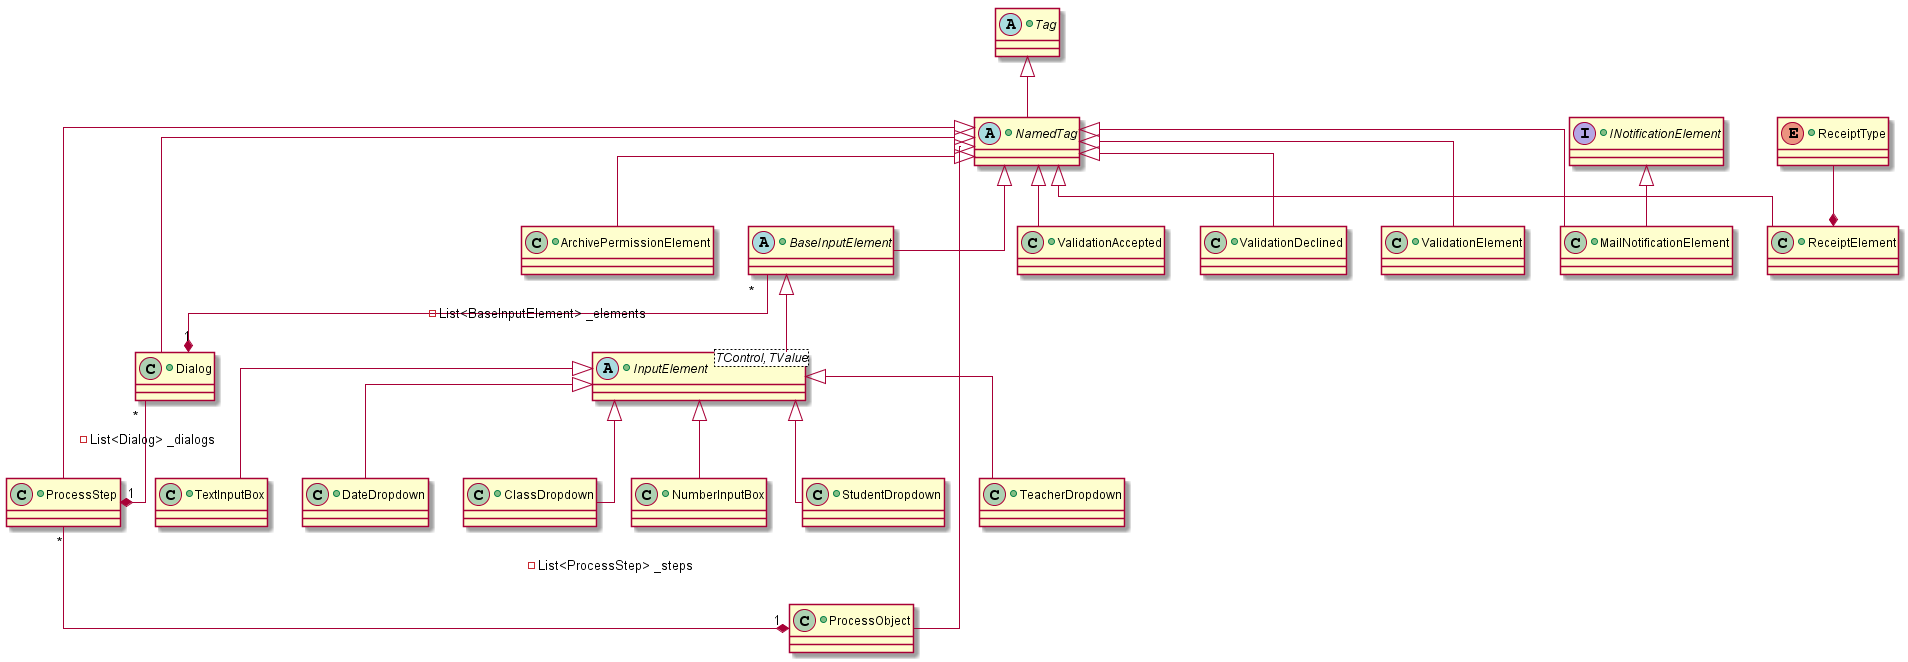 A Tag
A NamedTag
I INotificationElement
E ReceiptType
C ArchivePermissionElement
A BaseInputElement
C ValidationAccepted
C ValidationDeclined
C ValidationElement
C MailNotificationElement
C ReceiptElement
*
List<BaseInputElement> _elements
1
C Dialog
A InputElement
TControl, TValue
*
List<Dialog> _dialogs
C ProcessStep
1
C TextInputBox
C DateDropdown
C ClassDropdown
C NumberInputBox
C StudentDropdown
C TeacherDropdown
*
List<ProcessStep> _steps
1
C ProcessObject